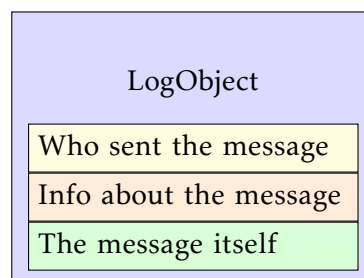 LogObject
Who sent the message
Info about the message
The message itself